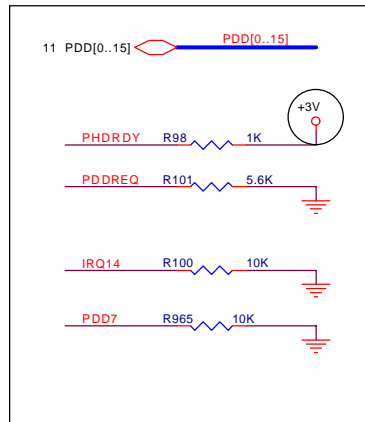 11 PDD[0..15] PDD[0..15]
+3V
PHDRDY R98 1K
PDDREQ R101 5.6K
IRQ14 R100 10K
PDD7 R965 10K